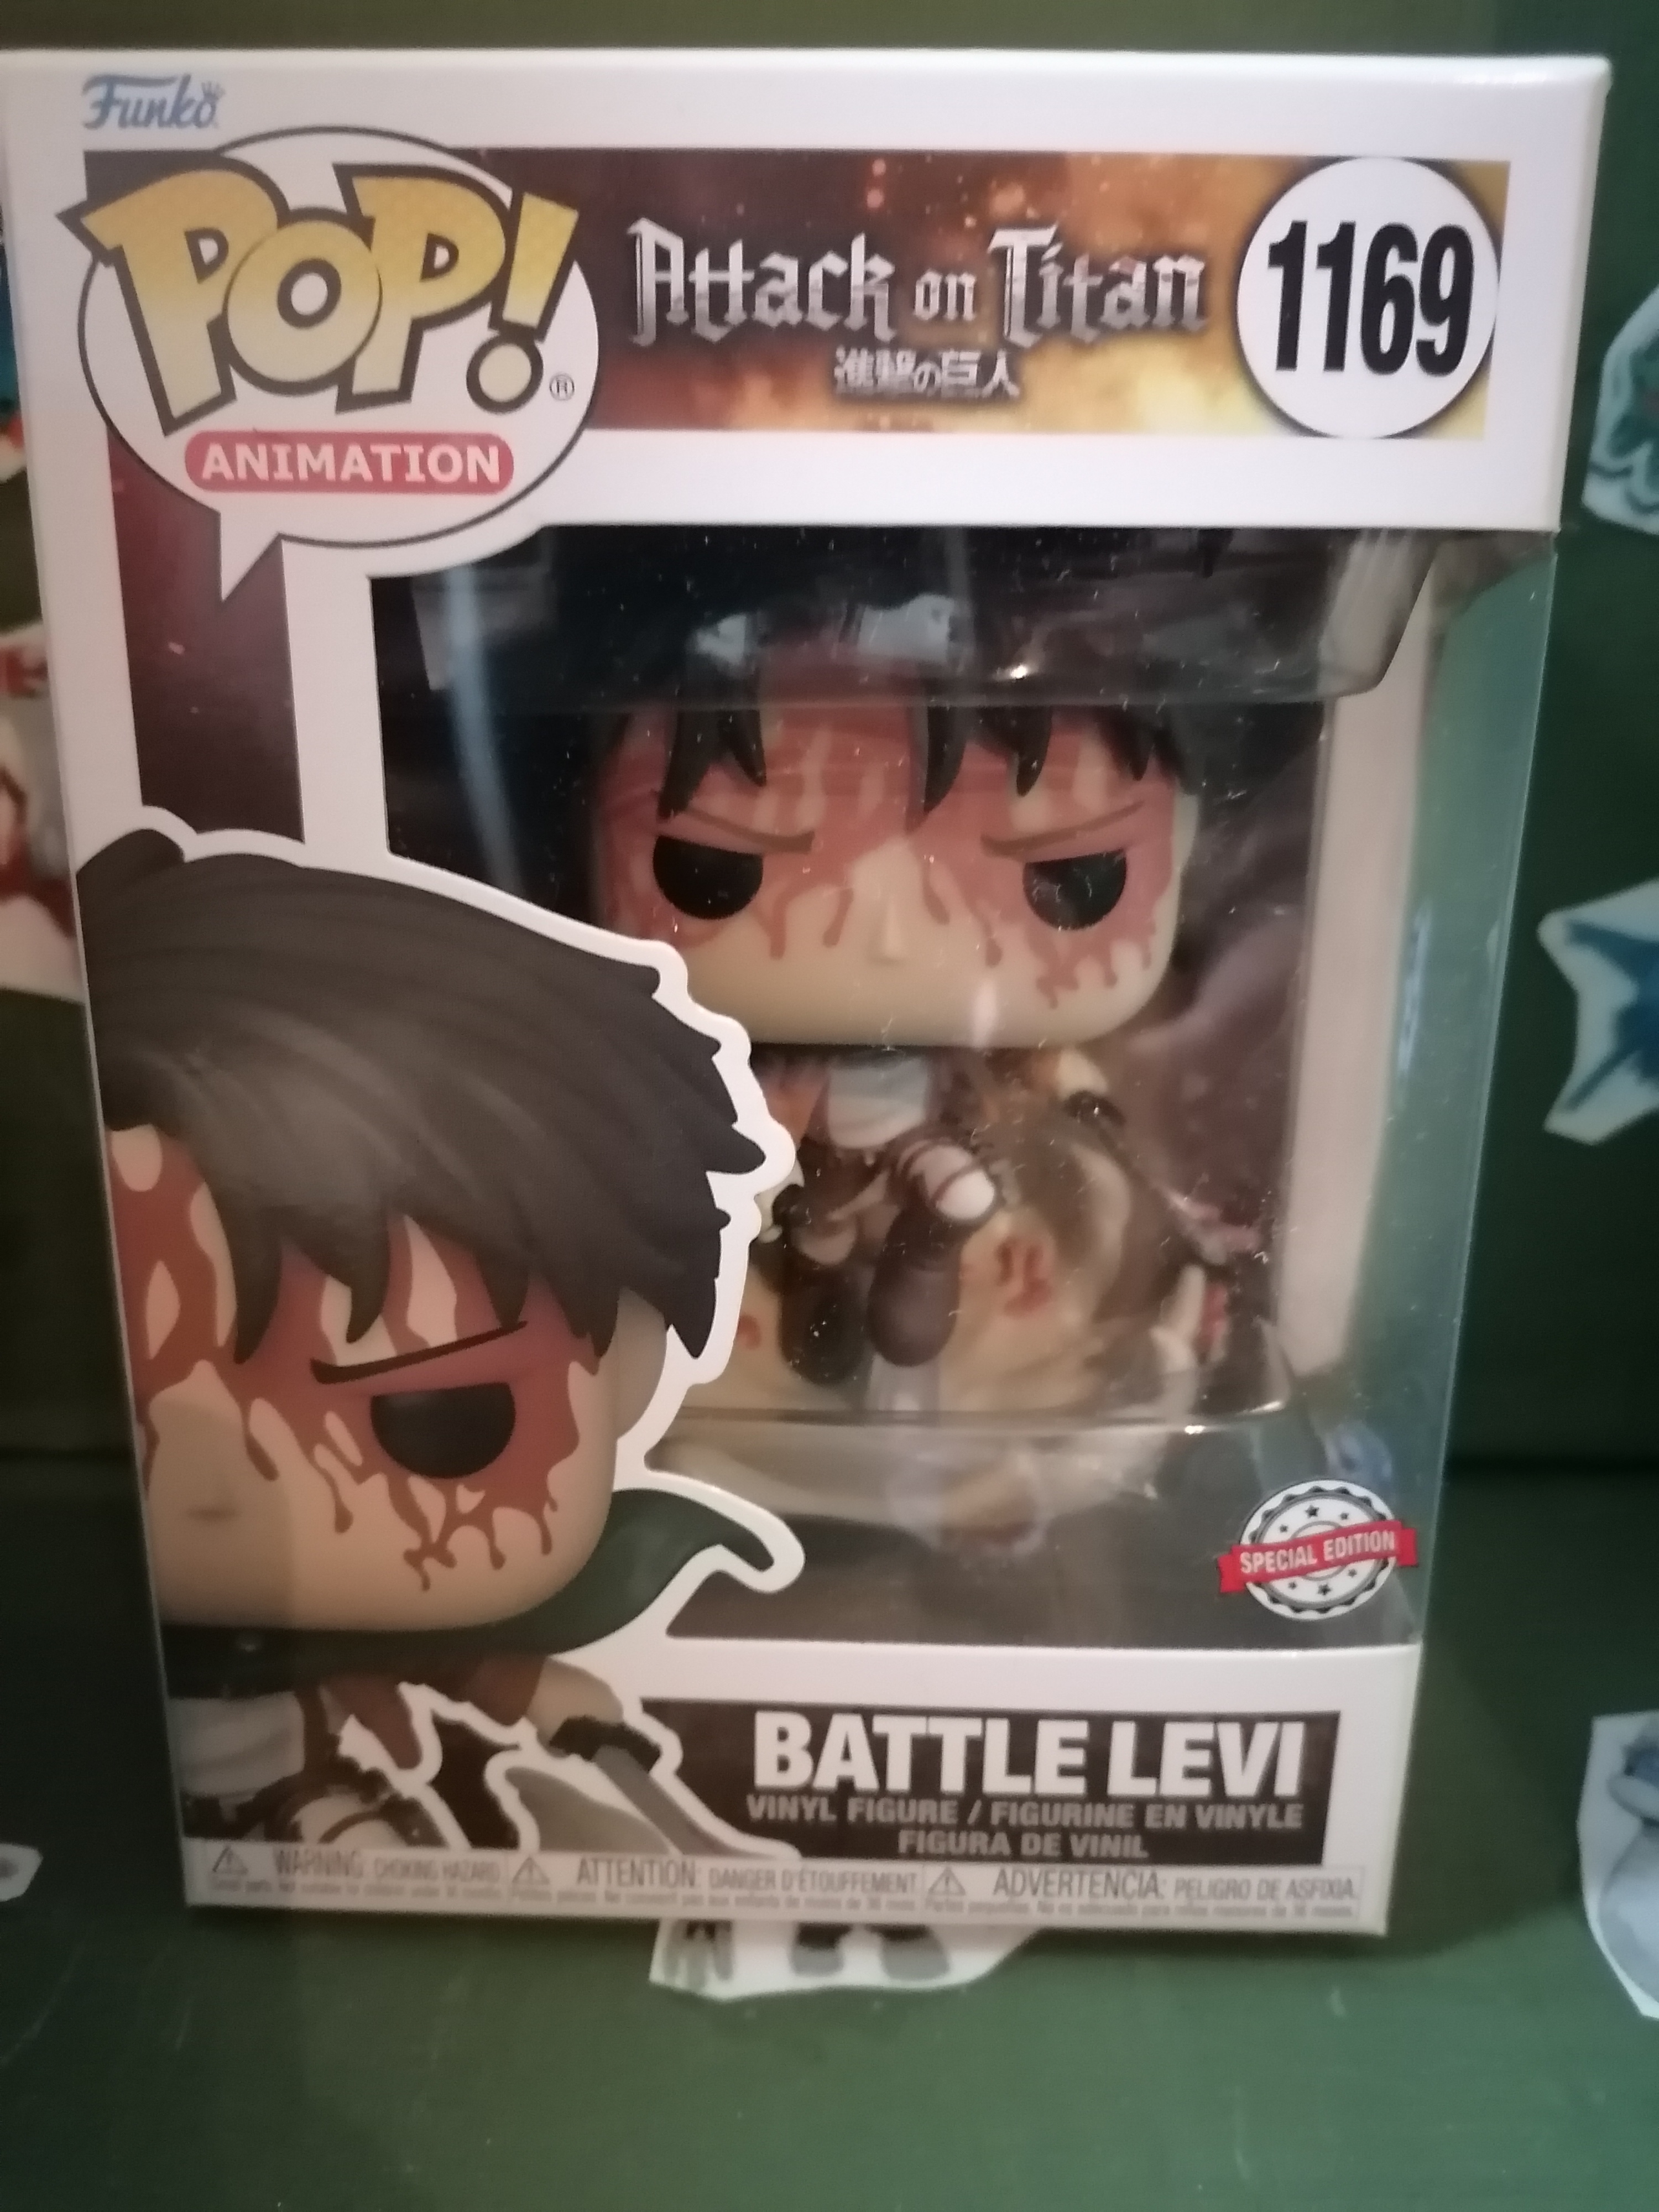 Funko
POP!®
ANIMATION
Attack on Titan
進撃の巨人
1169
SPECIAL EDITION
BATTLE LEVI
VINYL FIGURE / FIGURINE EN VINYLE
FIGURA DE VINIL
WARNING: CHOKING HAZARD
ATTENTION: DANGER D'ÉTOUFFEMENT
ADVERTENCIA: PELIGRO DE ASFIXIA.